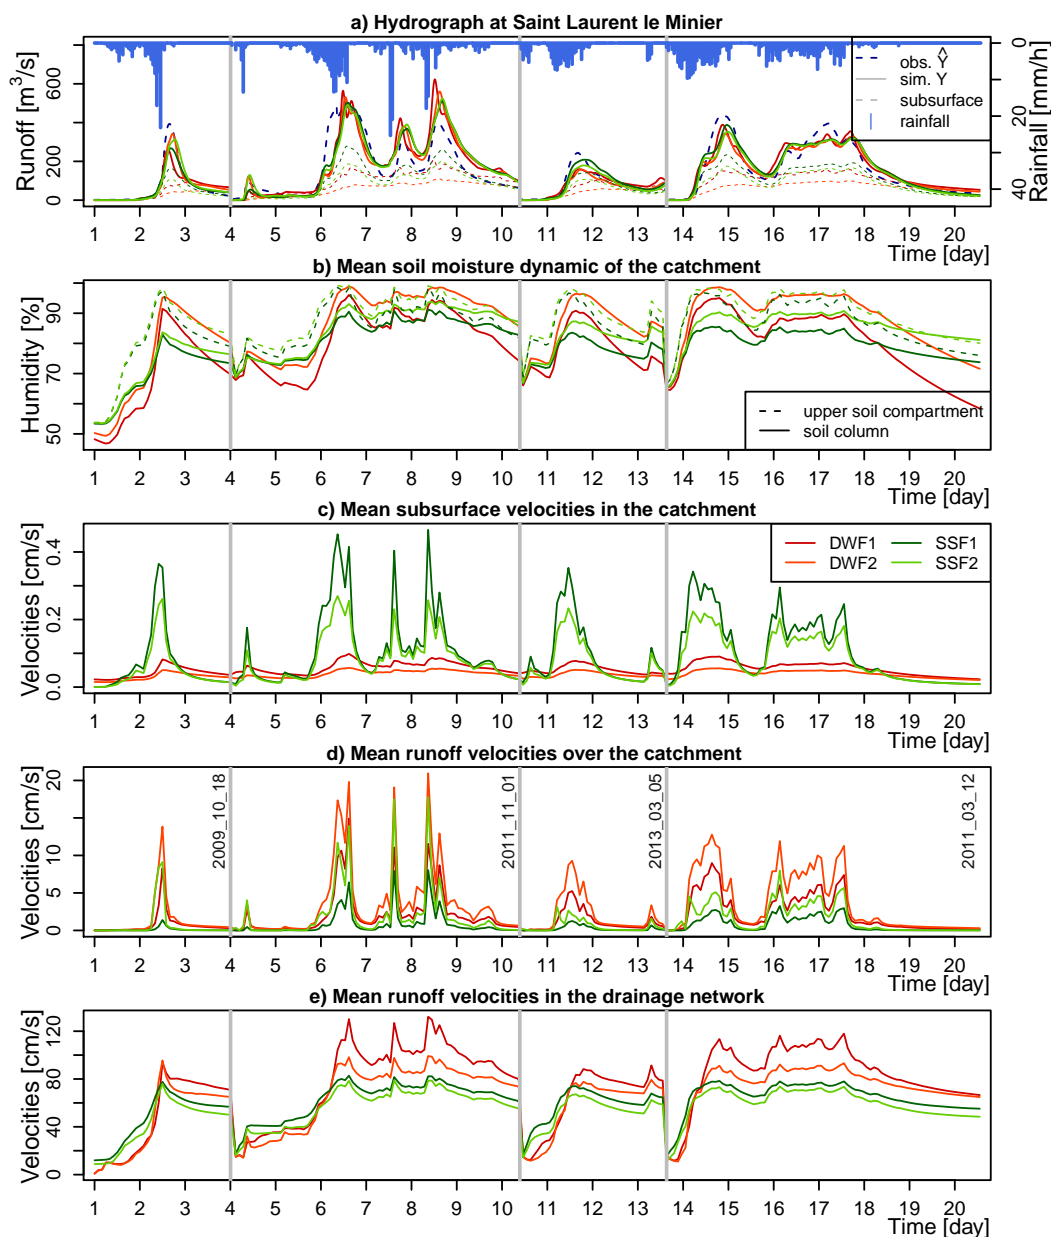 a) Hydrograph at Saint Laurent le Minier
Runoff [m³/s]
0 200 600
obs. Ŷ
sim. Y
subsurface
rainfall
0 10 20 30 40
Rainfall [mm/h]
1 2 3 4 5 6 7 8 9 10 11 12 13 14 15 16 17 18 19 20
Time [day]
b) Mean soil moisture dynamic of the catchment
Humidity [%]
50 70 90
upper soil compartment
soil column
1 2 3 4 5 6 7 8 9 10 11 12 13 14 15 16 17 18 19 20
Time [day]
c) Mean subsurface velocities in the catchment
Velocities [cm/s]
0.0 0.2 0.4
DWF1 SSF1
DWF2 SSF2
1 2 3 4 5 6 7 8 9 10 11 12 13 14 15 16 17 18 19 20
Time [day]
d) Mean runoff velocities over the catchment
Velocities [cm/s]
0 5 10 20
2009_10_18
2011_11_01
2013_03_05
2011_03_12
1 2 3 4 5 6 7 8 9 10 11 12 13 14 15 16 17 18 19 20
Time [day]
e) Mean runoff velocities in the drainage network
Velocities [cm/s]
0 40 80 120
1 2 3 4 5 6 7 8 9 10 11 12 13 14 15 16 17 18 19 20
Time [day]